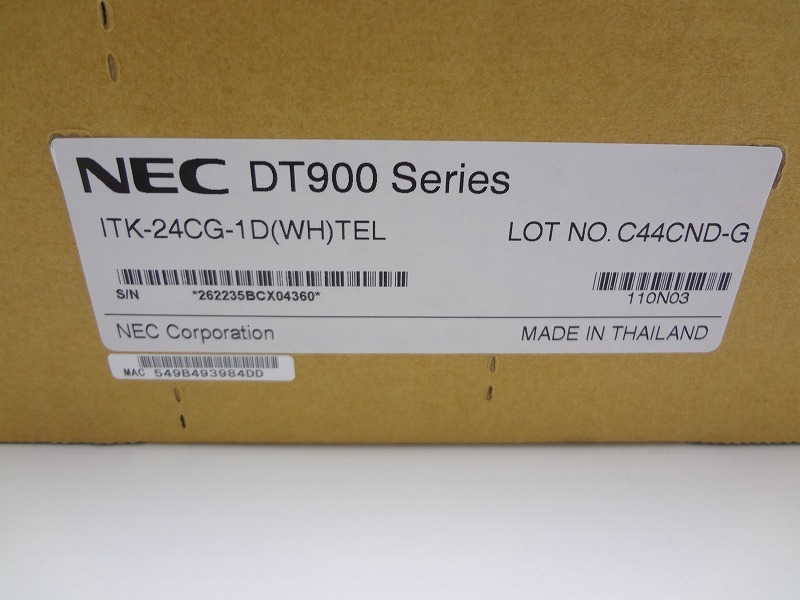 NEC DT900 Series
ITK-24CG-1D(WH)TEL LOT NO. C44CND-G
S/N *262235BCX04360* 110N03
NEC Corporation MADE IN THAILAND
MAC 549B493984DD